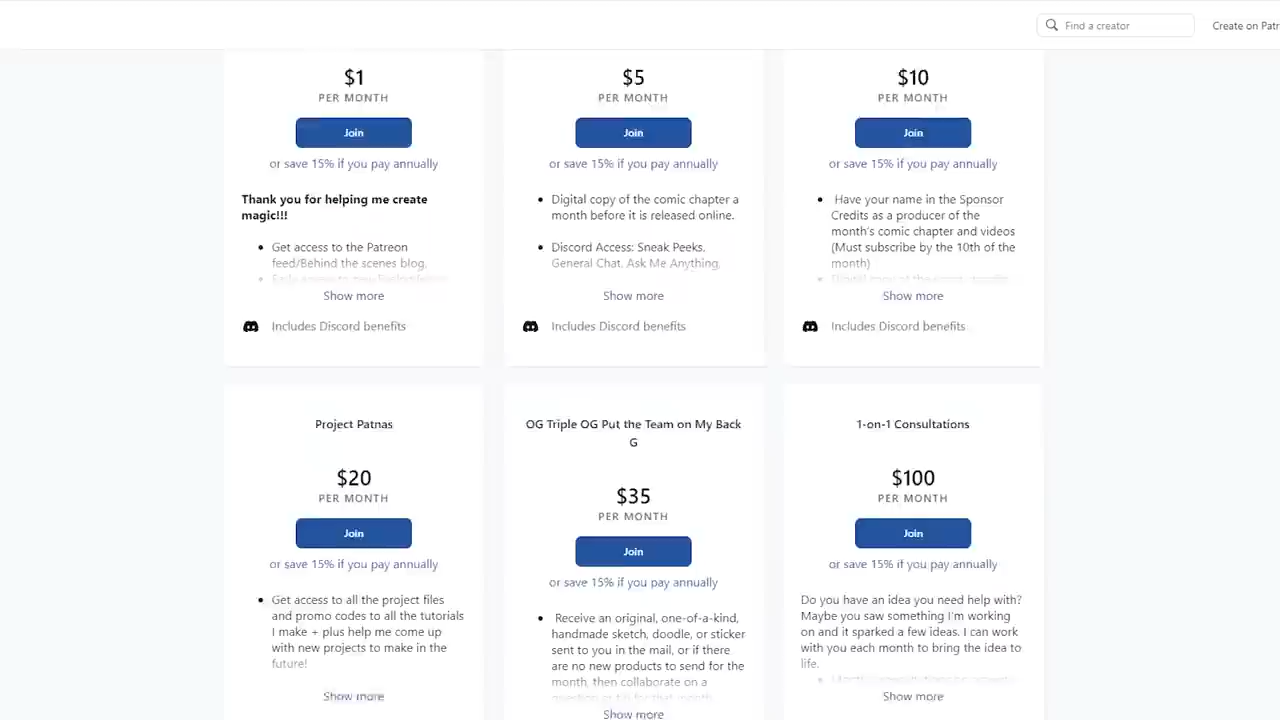 Find a creator
Create on Patr
$1
PER MONTH
Join
or save 15% if you pay annually
Thank you for helping me create
magic!!!
Get access to the Patreon
feed/Behind the scenes blog.
Show more
Includes Discord benefits
$5
PER MONTH
Join
or save 15% if you pay annually
Digital copy of the comic chapter a
month before it is released online.
Discord Access: Sneak Peeks,
General Chat, Ask Me Anything,
Show more
Includes Discord benefits
$10
PER MONTH
Join
or save 15% if you pay annually
Have your name in the Sponsor
Credits as a producer of the
month's comic chapter and videos
(Must subscribe by the 10th of the
month)
Show more
Includes Discord benefits
Project Patnas
$20
PER MONTH
Join
or save 15% if you pay annually
Get access to all the project files
and promo codes to all the tutorials
I make + plus help me come up
with new projects to make in the
future!
Show more
OG Triple OG Put the Team on My Back
G
$35
PER MONTH
Join
or save 15% if you pay annually
Receive an original, one-of-a-kind,
handmade sketch, doodle, or sticker
sent to you in the mail, or if there
are no new products to send for the
month, then collaborate on a
Show more
1-on-1 Consultations
$100
PER MONTH
Join
or save 15% if you pay annually
Do you have an idea you need help with?
Maybe you saw something I'm working
on and it sparked a few ideas. I can work
with you each month to bring the idea to
life.
Show more